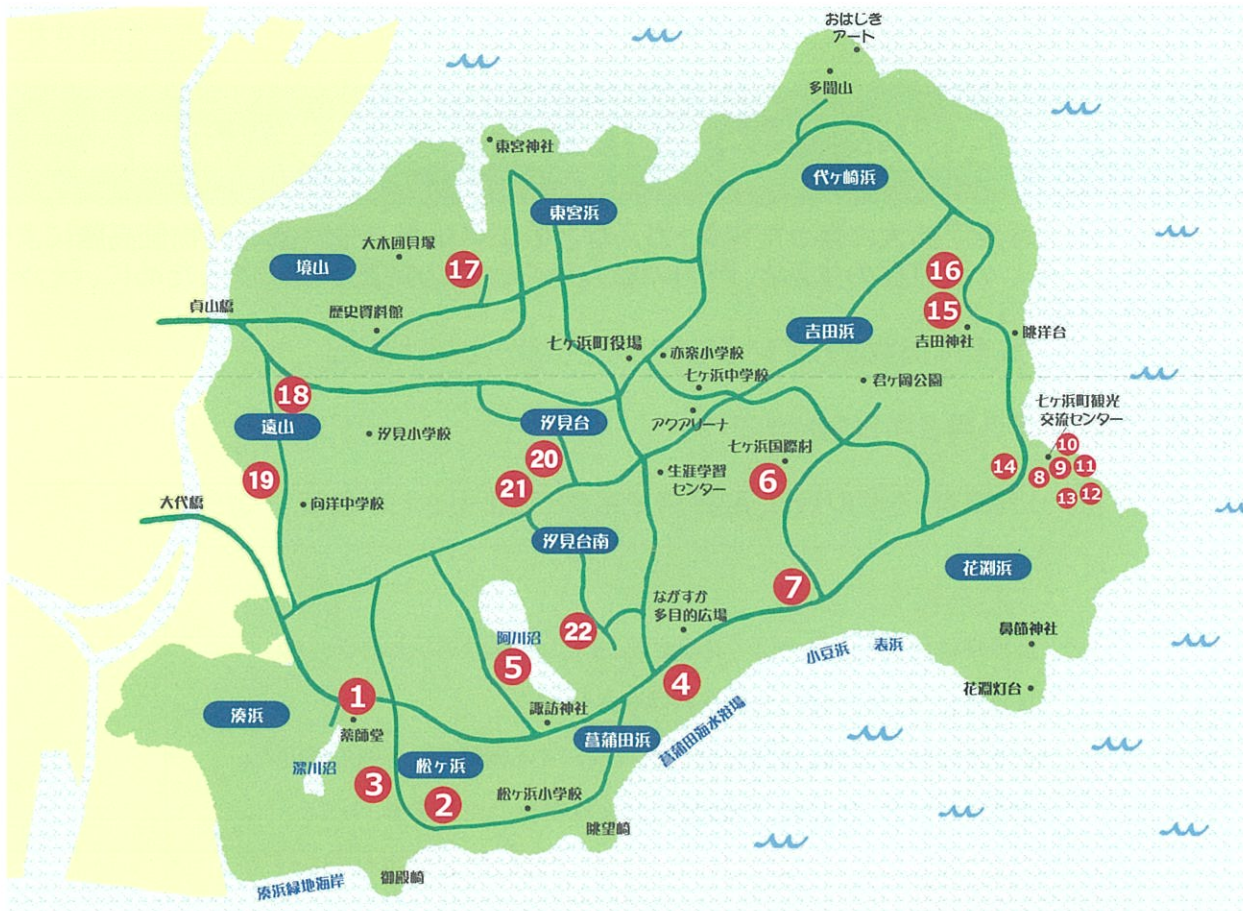 おはじき
アート
多聞山
東宮神社
代ヶ崎浜
東宮浜
大木囲貝塚
境山
17
16
貞山橋
歴史資料館
15
吉田浜
吉田神社
眺洋台
七ヶ浜町役場
亦楽小学校
七ヶ浜中学校
君ヶ岡公園
18
七ヶ浜町観光
交流センター
遠山
汐見小学校
汐見台
アクアリーナ
10
20
七ヶ浜国際村
14
8
9
11
19
21
生涯学習
センター
6
13
12
大代橋
向洋中学校
汐見台南
花渕浜
7
ながすか
多目的広場
22
阿川沼
5
小豆浜
表浜
鼻節神社
4
花淵灯台
1
湊浜
薬師堂
諏訪神社
菖蒲田浜
菖蒲田海水浴場
深川沼
松ヶ浜
3
2
松ヶ浜小学校
眺望崎
御殿崎
湊浜緑地海岸